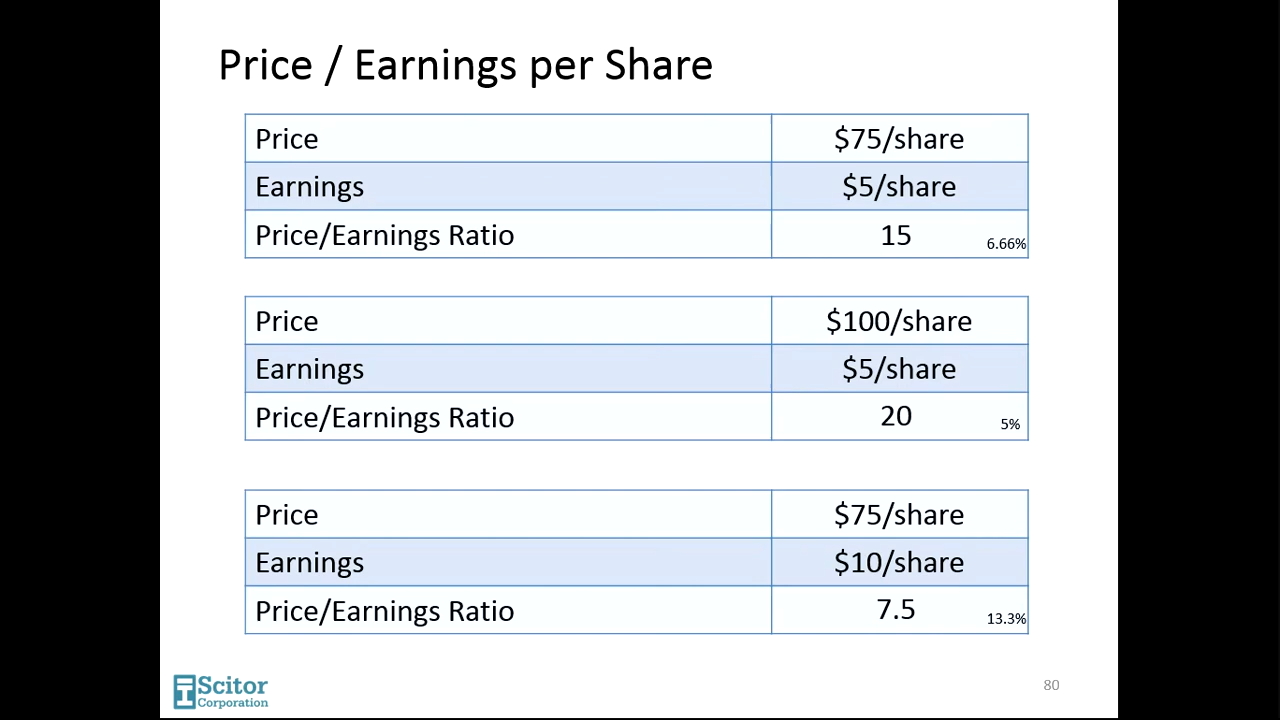 Price / Earnings per Share
Price $75/share
Earnings $5/share
Price/Earnings Ratio 15 6.66%
Price $100/share
Earnings $5/share
Price/Earnings Ratio 20 5%
Price $75/share
Earnings $10/share
Price/Earnings Ratio 7.5 13.3%
Scitor
Corporation
80